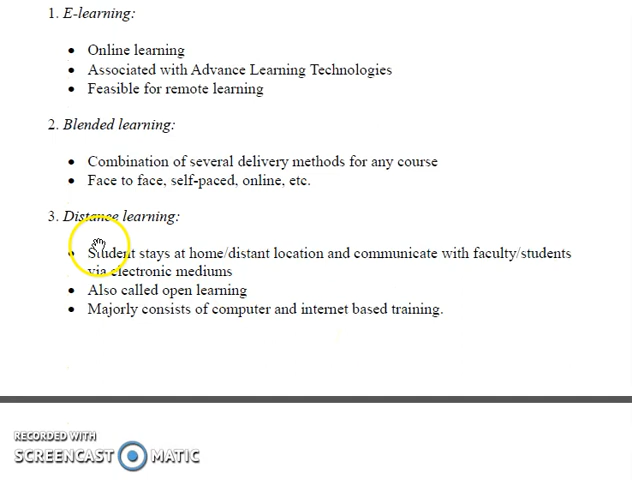 1. E-learning:
• Online learning
• Associated with Advance Learning Technologies
• Feasible for remote learning
2. Blended learning:
• Combination of several delivery methods for any course
• Face to face, self-paced, online, etc.
3. Distance learning:
• Student stays at home/distant location and communicate with faculty/students
via electronic mediums
• Also called open learning
• Majorly consists of computer and internet based training.
RECORDED WITH
SCREENCAST MATIC